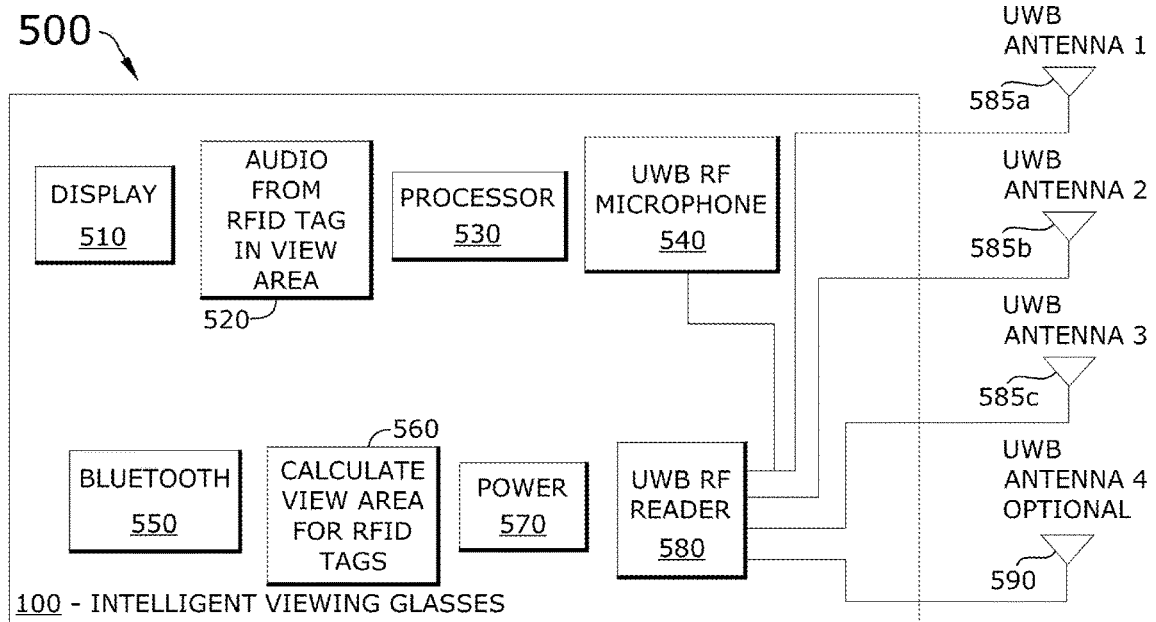 500
UWB
ANTENNA 1
585a
DISPLAY
510
AUDIO
FROM
RFID TAG
IN VIEW
AREA
520
PROCESSOR
530
UWB RF
MICROPHONE
540
UWB
ANTENNA 2
585b
UWB
ANTENNA 3
585c
BLUETOOTH
550
560
CALCULATE
VIEW AREA
FOR RFID
TAGS
POWER
570
UWB RF
READER
580
UWB
ANTENNA 4
OPTIONAL
590
100 - INTELLIGENT VIEWING GLASSES